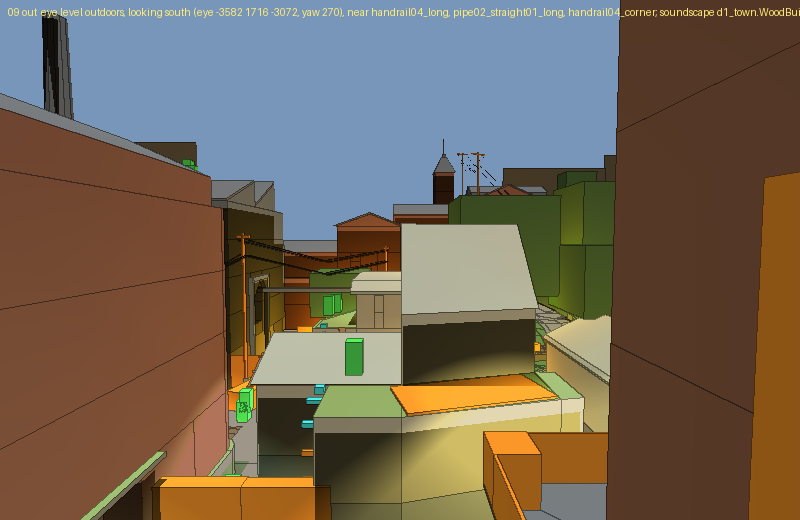 09 out eye level outdoors, looking south (eye -3582 1716 -3072, yaw 270), near handrail04_long, pipe02_straight01_long, handrail04_corner; soundscape d1_town.WoodBui